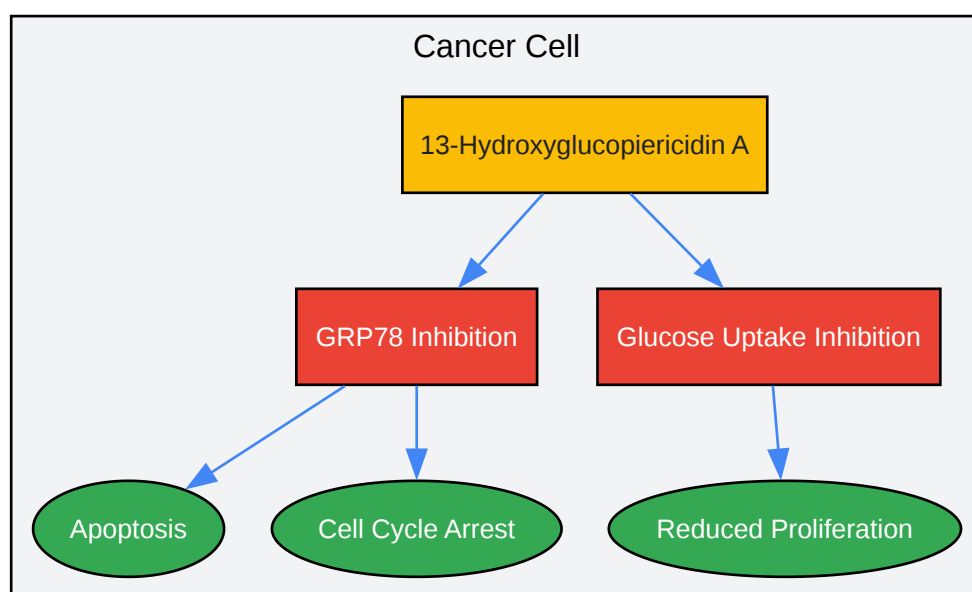 Cancer Cell
13-Hydroxyglucopiericidin A
GRP78 Inhibition
Glucose Uptake Inhibition
Apoptosis
Cell Cycle Arrest
Reduced Proliferation